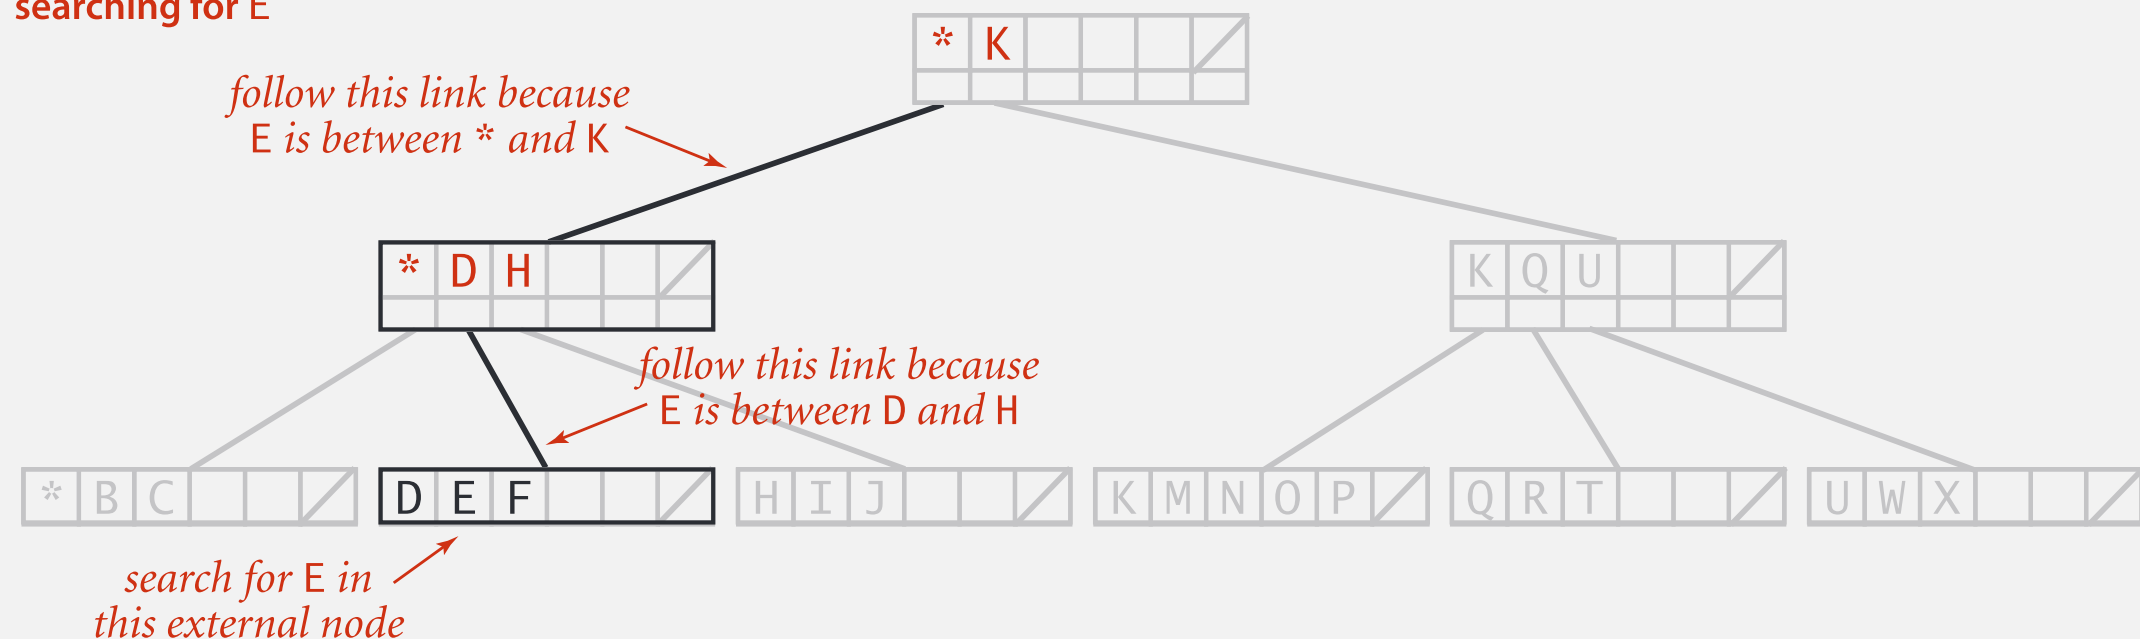 searching for E
* K
follow this link because
E is between * and K
* D H
K Q U
follow this link because
E is between D and H
* B C
D E F
H I J
K M N O P
Q R T
U W X
search for E in
this external node